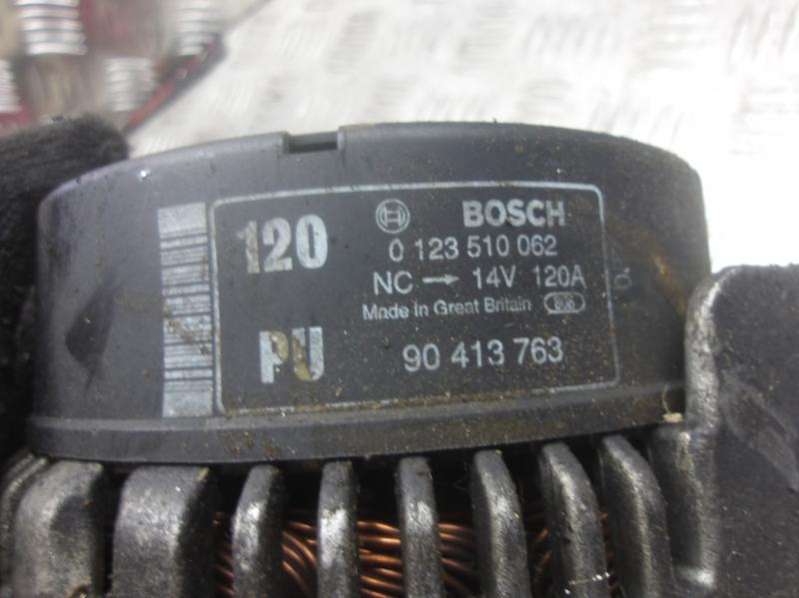 120 BOSCH
0 123 510 062
NC → 14V 120A
Made in Great Britain
PU 90 413 763